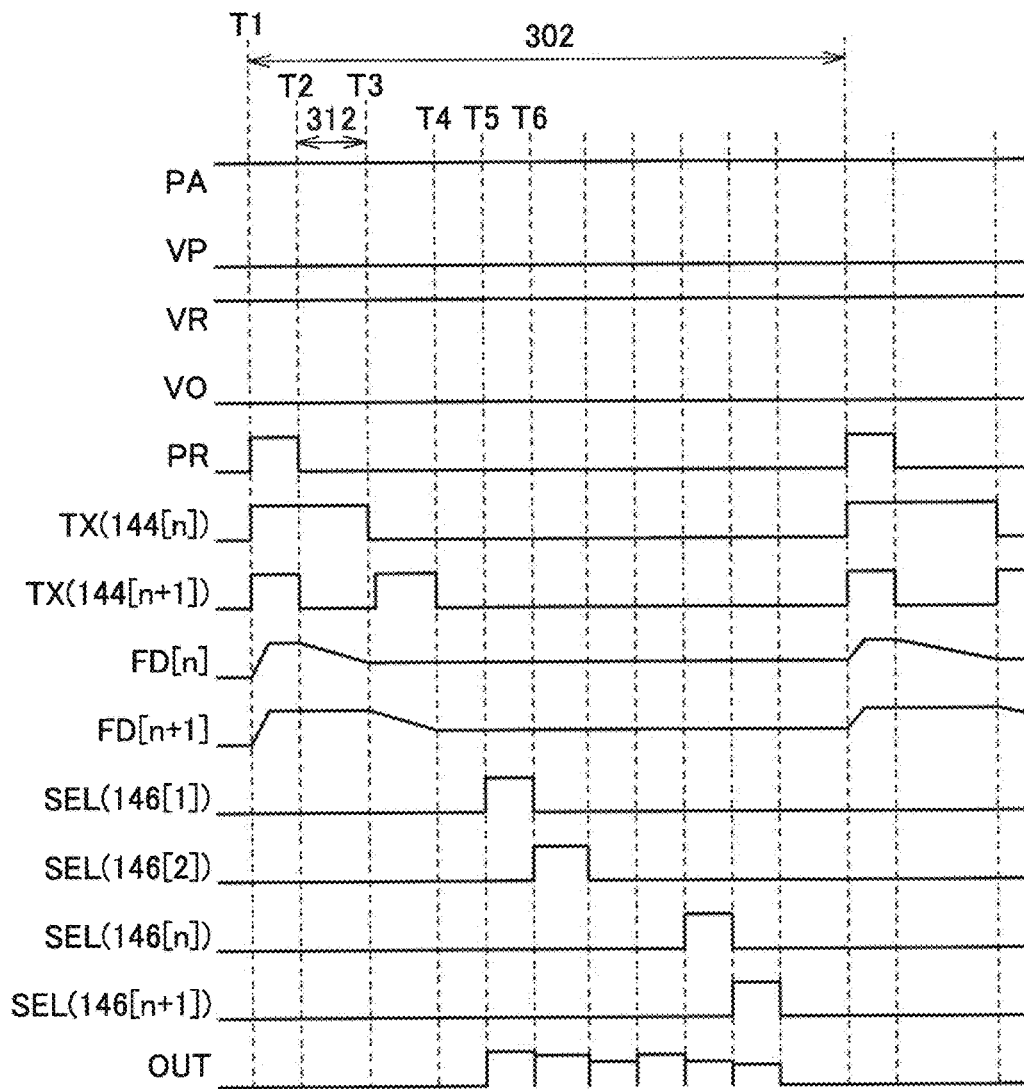 T1
302
T2 T3
312
T4 T5 T6
PA
VP
VR
VO
PR
TX(144[n])
TX(144[n+1])
FD[n]
FD[n+1]
SEL(146[1])
SEL(146[2])
SEL(146[n])
SEL(146[n+1])
OUT